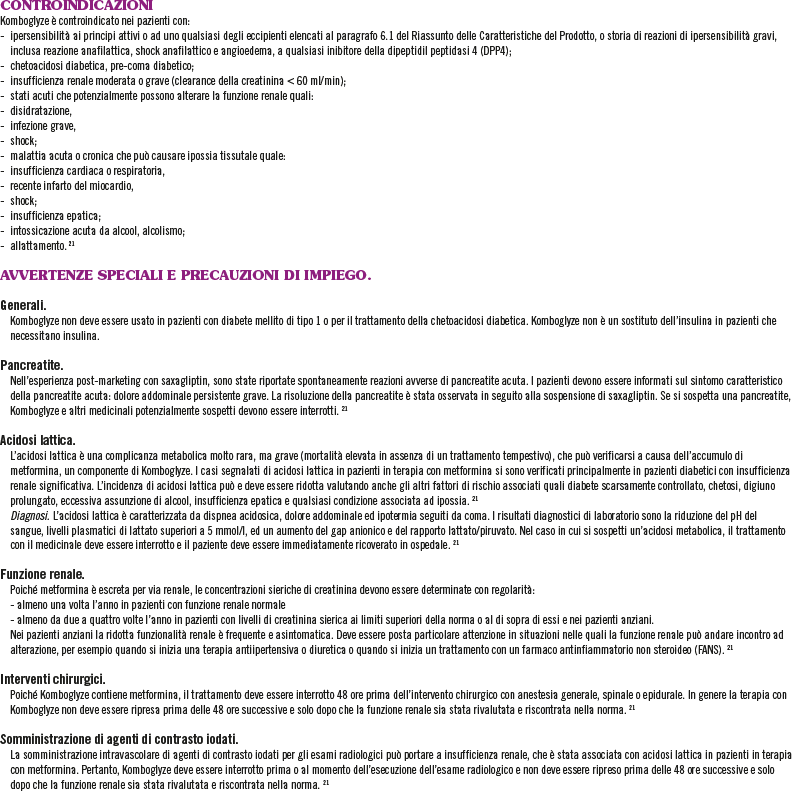 CONTROINDICAZIONI
Komboglyze è controindicato nei pazienti con:
- ipersensibilità ai principi attivi o ad uno qualsiasi degli eccipienti elencati al paragrafo 6.1 del Riassunto delle Caratteristiche del Prodotto, o storia di reazioni di ipersensibilità gravi,
inclusa reazione anafilattica, shock anafilattico e angioedema, a qualsiasi inibitore della dipeptidil peptidasi 4 (DPP4);
- chetoacidosi diabetica, pre-coma diabetico;
- insufficienza renale moderata o grave (clearance della creatinina < 60 ml/min);
- stati acuti che potenzialmente possono alterare la funzione renale quali:
- disidratazione,
- infezione grave,
- shock;
- malattia acuta o cronica che può causare ipossia tissutale quale:
- insufficienza cardiaca o respiratoria,
- recente infarto del miocardio,
- shock;
- insufficienza epatica;
- intossicazione acuta da alcool, alcolismo;
- allattamento. 21
AVVERTENZE SPECIALI E PRECAUZIONI DI IMPIEGO.
Generali.
Komboglyze non deve essere usato in pazienti con diabete mellito di tipo 1 o per il trattamento della chetoacidosi diabetica. Komboglyze non è un sostituto dell'insulina in pazienti che
necessitano insulina.
Pancreatite.
Nell'esperienza post-marketing con saxagliptin, sono state riportate spontaneamente reazioni avverse di pancreatite acuta. I pazienti devono essere informati sul sintomo caratteristico
della pancreatite acuta: dolore addominale persistente grave. La risoluzione della pancreatite è stata osservata in seguito alla sospensione di saxagliptin. Se si sospetta una pancreatite,
Komboglyze e altri medicinali potenzialmente sospetti devono essere interrotti. 21
Acidosi lattica.
L'acidosi lattica è una complicanza metabolica molto rara, ma grave (mortalità elevata in assenza di un trattamento tempestivo), che può verificarsi a causa dell'accumulo di
metformina, un componente di Komboglyze. I casi segnalati di acidosi lattica in pazienti in terapia con metformina si sono verificati principalmente in pazienti diabetici con insufficienza
renale significativa. L'incidenza di acidosi lattica può e deve essere ridotta valutando anche gli altri fattori di rischio associati quali diabete scarsamente controllato, chetosi, digiuno
prolungato, eccessiva assunzione di alcool, insufficienza epatica e qualsiasi condizione associata ad ipossia. 21
Diagnosi. L'acidosi lattica è caratterizzata da dispnea acidosica, dolore addominale ed ipotermia seguiti da coma. I risultati diagnostici di laboratorio sono la riduzione del pH del
sangue, livelli plasmatici di lattato superiori a 5 mmol/l, ed un aumento del gap anionico e del rapporto lattato/piruvato. Nel caso in cui si sospetti un'acidosi metabolica, il trattamento
con il medicinale deve essere interrotto e il paziente deve essere immediatamente ricoverato in ospedale. 21
Funzione renale.
Poiché metformina è escreta per via renale, le concentrazioni sieriche di creatinina devono essere determinate con regolarità:
- almeno una volta l'anno in pazienti con funzione renale normale
- almeno da due a quattro volte l'anno in pazienti con livelli di creatinina sierica ai limiti superiori della norma o al di sopra di essi e nei pazienti anziani.
Nei pazienti anziani la ridotta funzionalità renale è frequente e asintomatica. Deve essere posta particolare attenzione in situazioni nelle quali la funzione renale può andare incontro ad
alterazione, per esempio quando si inizia una terapia antiipertensiva o diuretica o quando si inizia un trattamento con un farmaco antinfiammatorio non steroideo (FANS). 21
Interventi chirurgici.
Poiché Komboglyze contiene metformina, il trattamento deve essere interrotto 48 ore prima dell'intervento chirurgico con anestesia generale, spinale o epidurale. In genere la terapia con
Komboglyze non deve essere ripresa prima delle 48 ore successive e solo dopo che la funzione renale sia stata rivalutata e riscontrata nella norma. 21
Somministrazione di agenti di contrasto iodati.
La somministrazione intravascolare di agenti di contrasto iodati per gli esami radiologici può portare a insufficienza renale, che è stata associata con acidosi lattica in pazienti in terapia
con metformina. Pertanto, Komboglyze deve essere interrotto prima o al momento dell'esecuzione dell'esame radiologico e non deve essere ripreso prima delle 48 ore successive e solo
dopo che la funzione renale sia stata rivalutata e riscontrata nella norma. 21